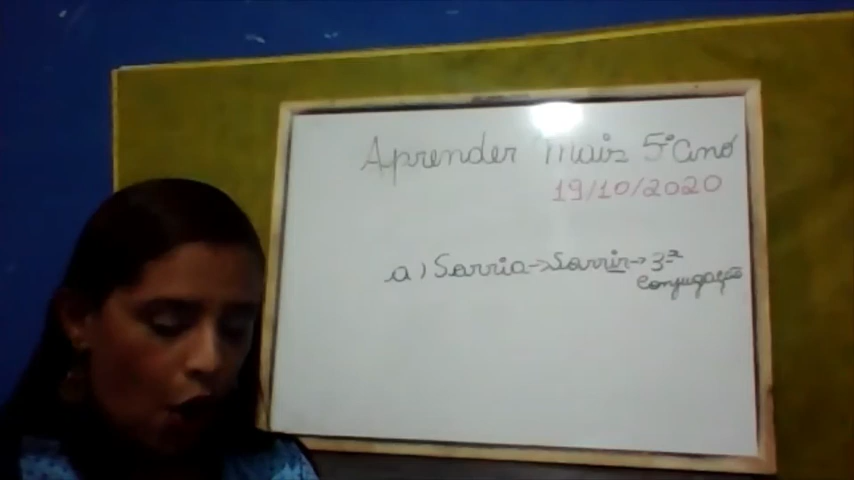 Aprender Mais 5º ano
19/10/2020
a) Sorria → Sorrir → 3ª
Conjugação